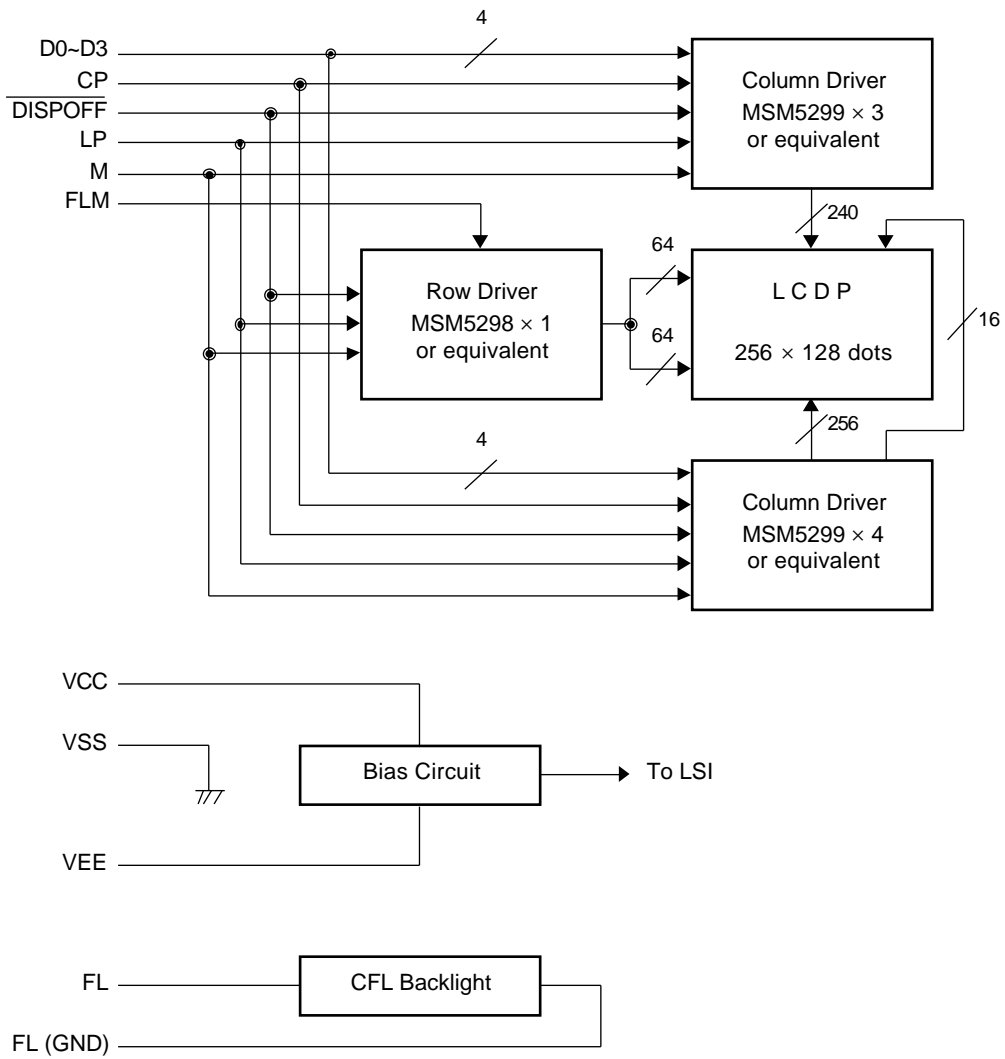 4
D0~D3
CP
DISPOFF
LP
M
FLM
Column Driver
MSM5299 × 3
or equivalent
240
64
64
Row Driver
MSM5298 × 1
or equivalent
L C D P
256 × 128 dots
16
256
4
Column Driver
MSM5299 × 4
or equivalent
VCC
VSS
Bias Circuit
To LSI
VEE
FL
CFL Backlight
FL (GND)